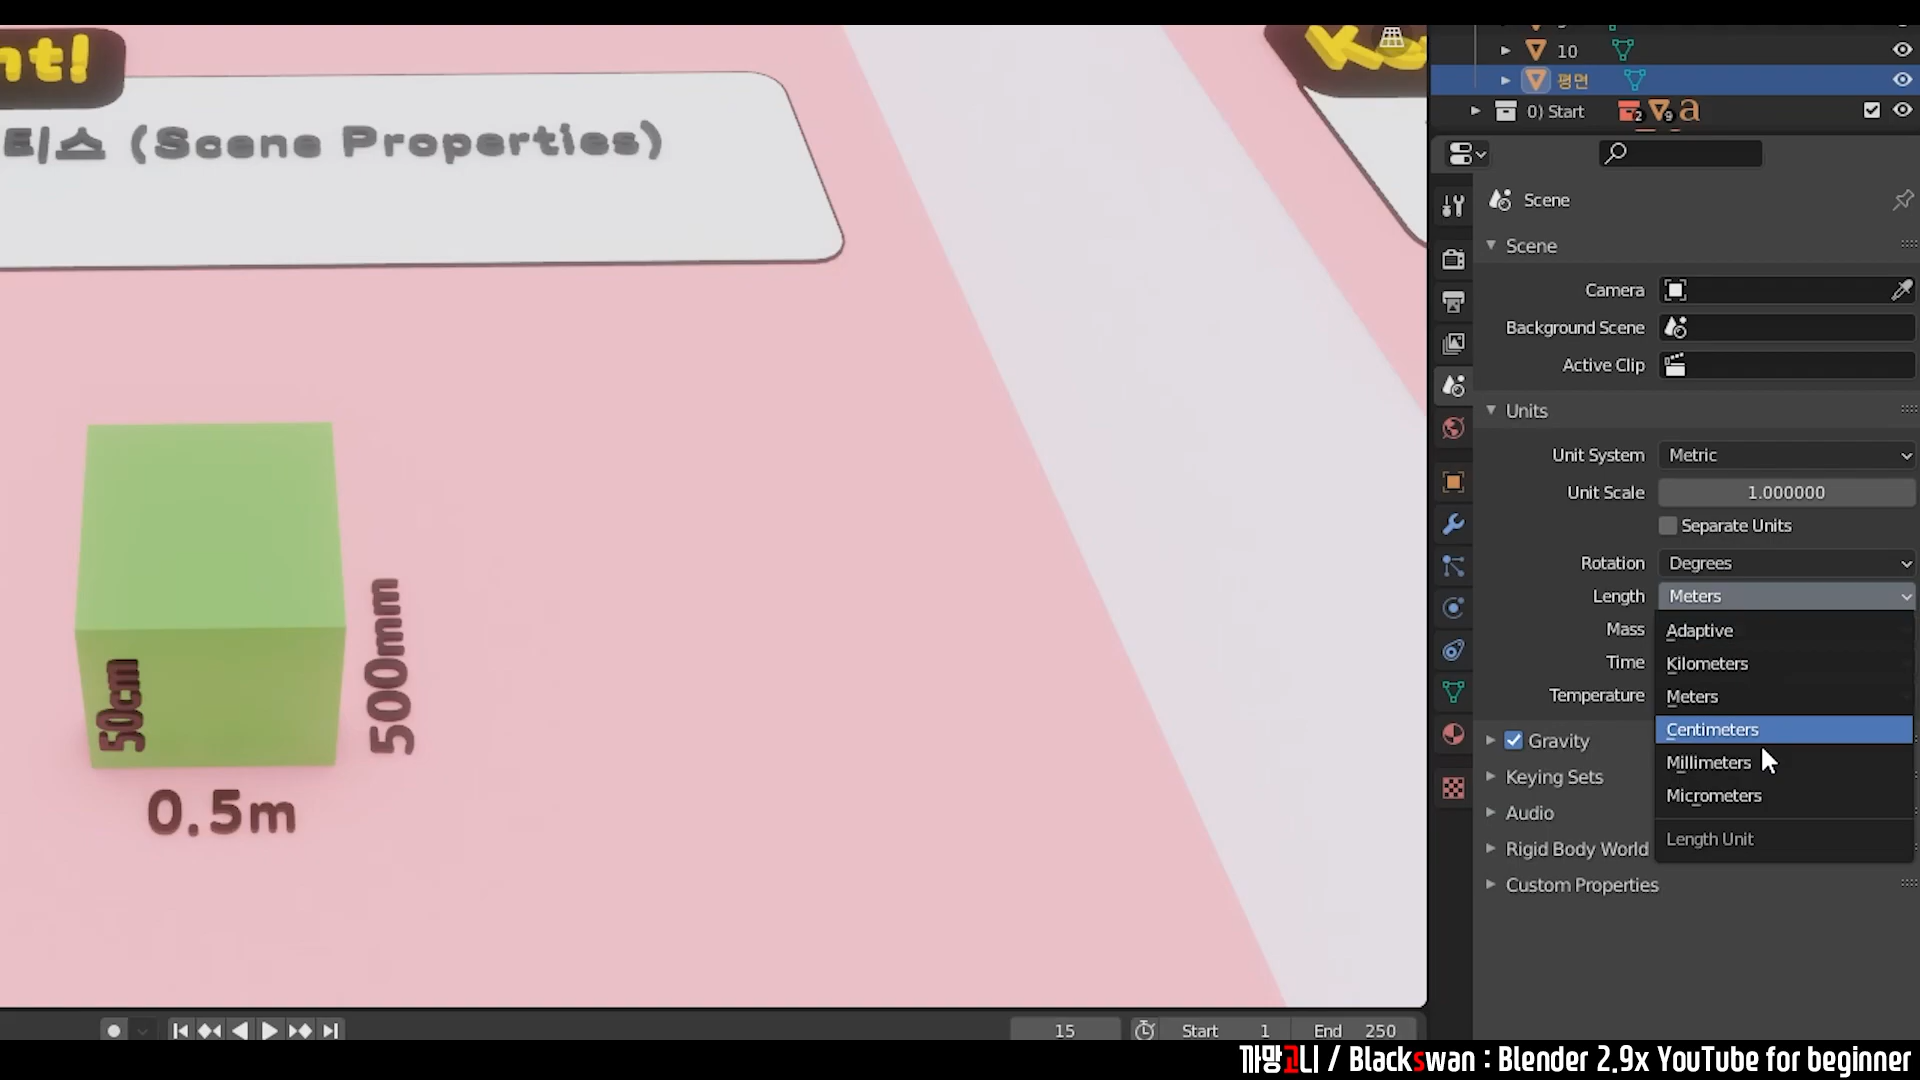 nt!
티스 (Scene Properties)
50cm
500mm
0.5m
10
평면
0) Start
2
9
a
Scene
Scene
Camera
Background Scene
Active Clip
Units
Unit System
Metric
Unit Scale
1.000000
Separate Units
Rotation
Degrees
Length
Meters
Mass
Adaptive
Time
Kilometers
Temperature
Meters
Centimeters
Gravity
Millimeters
Keying Sets
Micrometers
Audio
Length Unit
Rigid Body World
Custom Properties
15
Start 1
End 250
까망고니 / Blackswan : Blender 2.9x YouTube for beginner